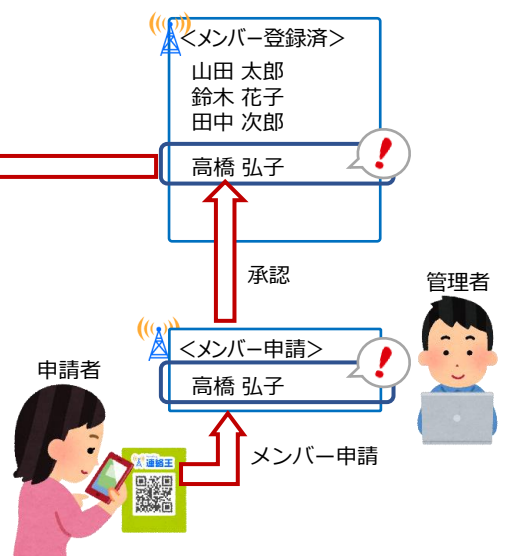 <メンバー登録済>
山田 太郎
鈴木 花子
田中 次郎
高橋 弘子
承認
管理者
<メンバー申請>
高橋 弘子
申請者
連絡王
メンバー申請